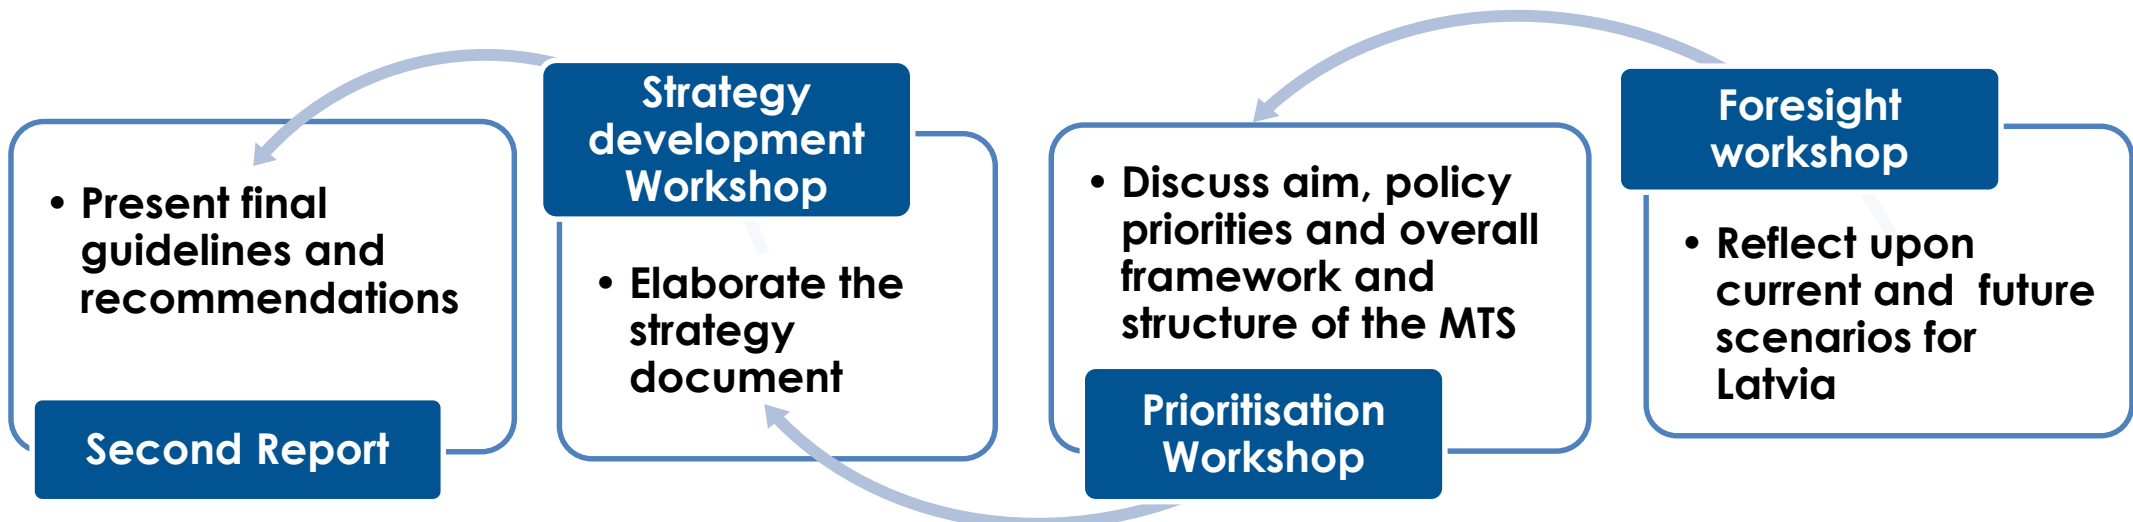 • Present final
guidelines and
recommendations
Second Report
Strategy
development
Workshop
• Elaborate the
strategy
document
• Discuss aim, policy
priorities and overall
framework and
structure of the MTS
Prioritisation
Workshop
Foresight
workshop
• Reflect upon
current and  future
scenarios for
Latvia